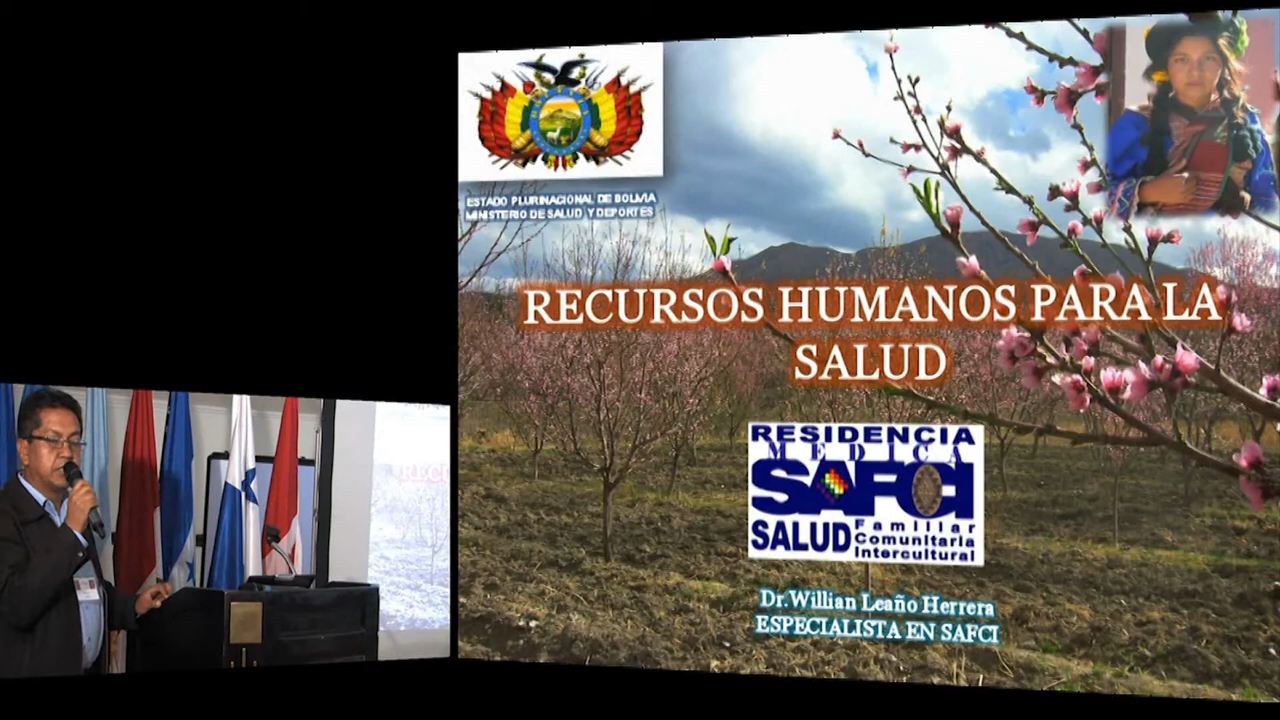 ESTADO PLURINACIONAL DE BOLIVIA
MINISTERIO DE SALUD Y DEPORTES
RECURSOS HUMANOS PARA LA
SALUD
RESIDENCIA
MEDICA
SAFCI
SALUD Familiar
Comunitaria
Intercultural
Dr.Willian Leaño Herrera
ESPECIALISTA EN SAFCI